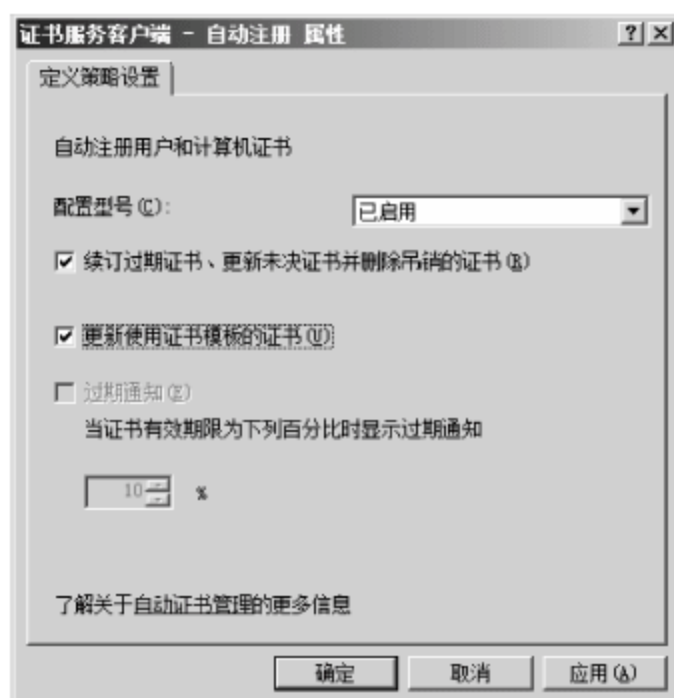 证书服务客户端 - 自动注册 属性
定义策略设置
自动注册用户和计算机证书
配置型号(C):
已启用
续订过期证书、更新未决证书并删除吊销的证书(R)
更新使用证书模板的证书(U)
过期通知(E)
当证书有效期限为下列百分比时显示过期通知
10 %
了解关于自动证书管理的更多信息
确定 取消 应用(A)